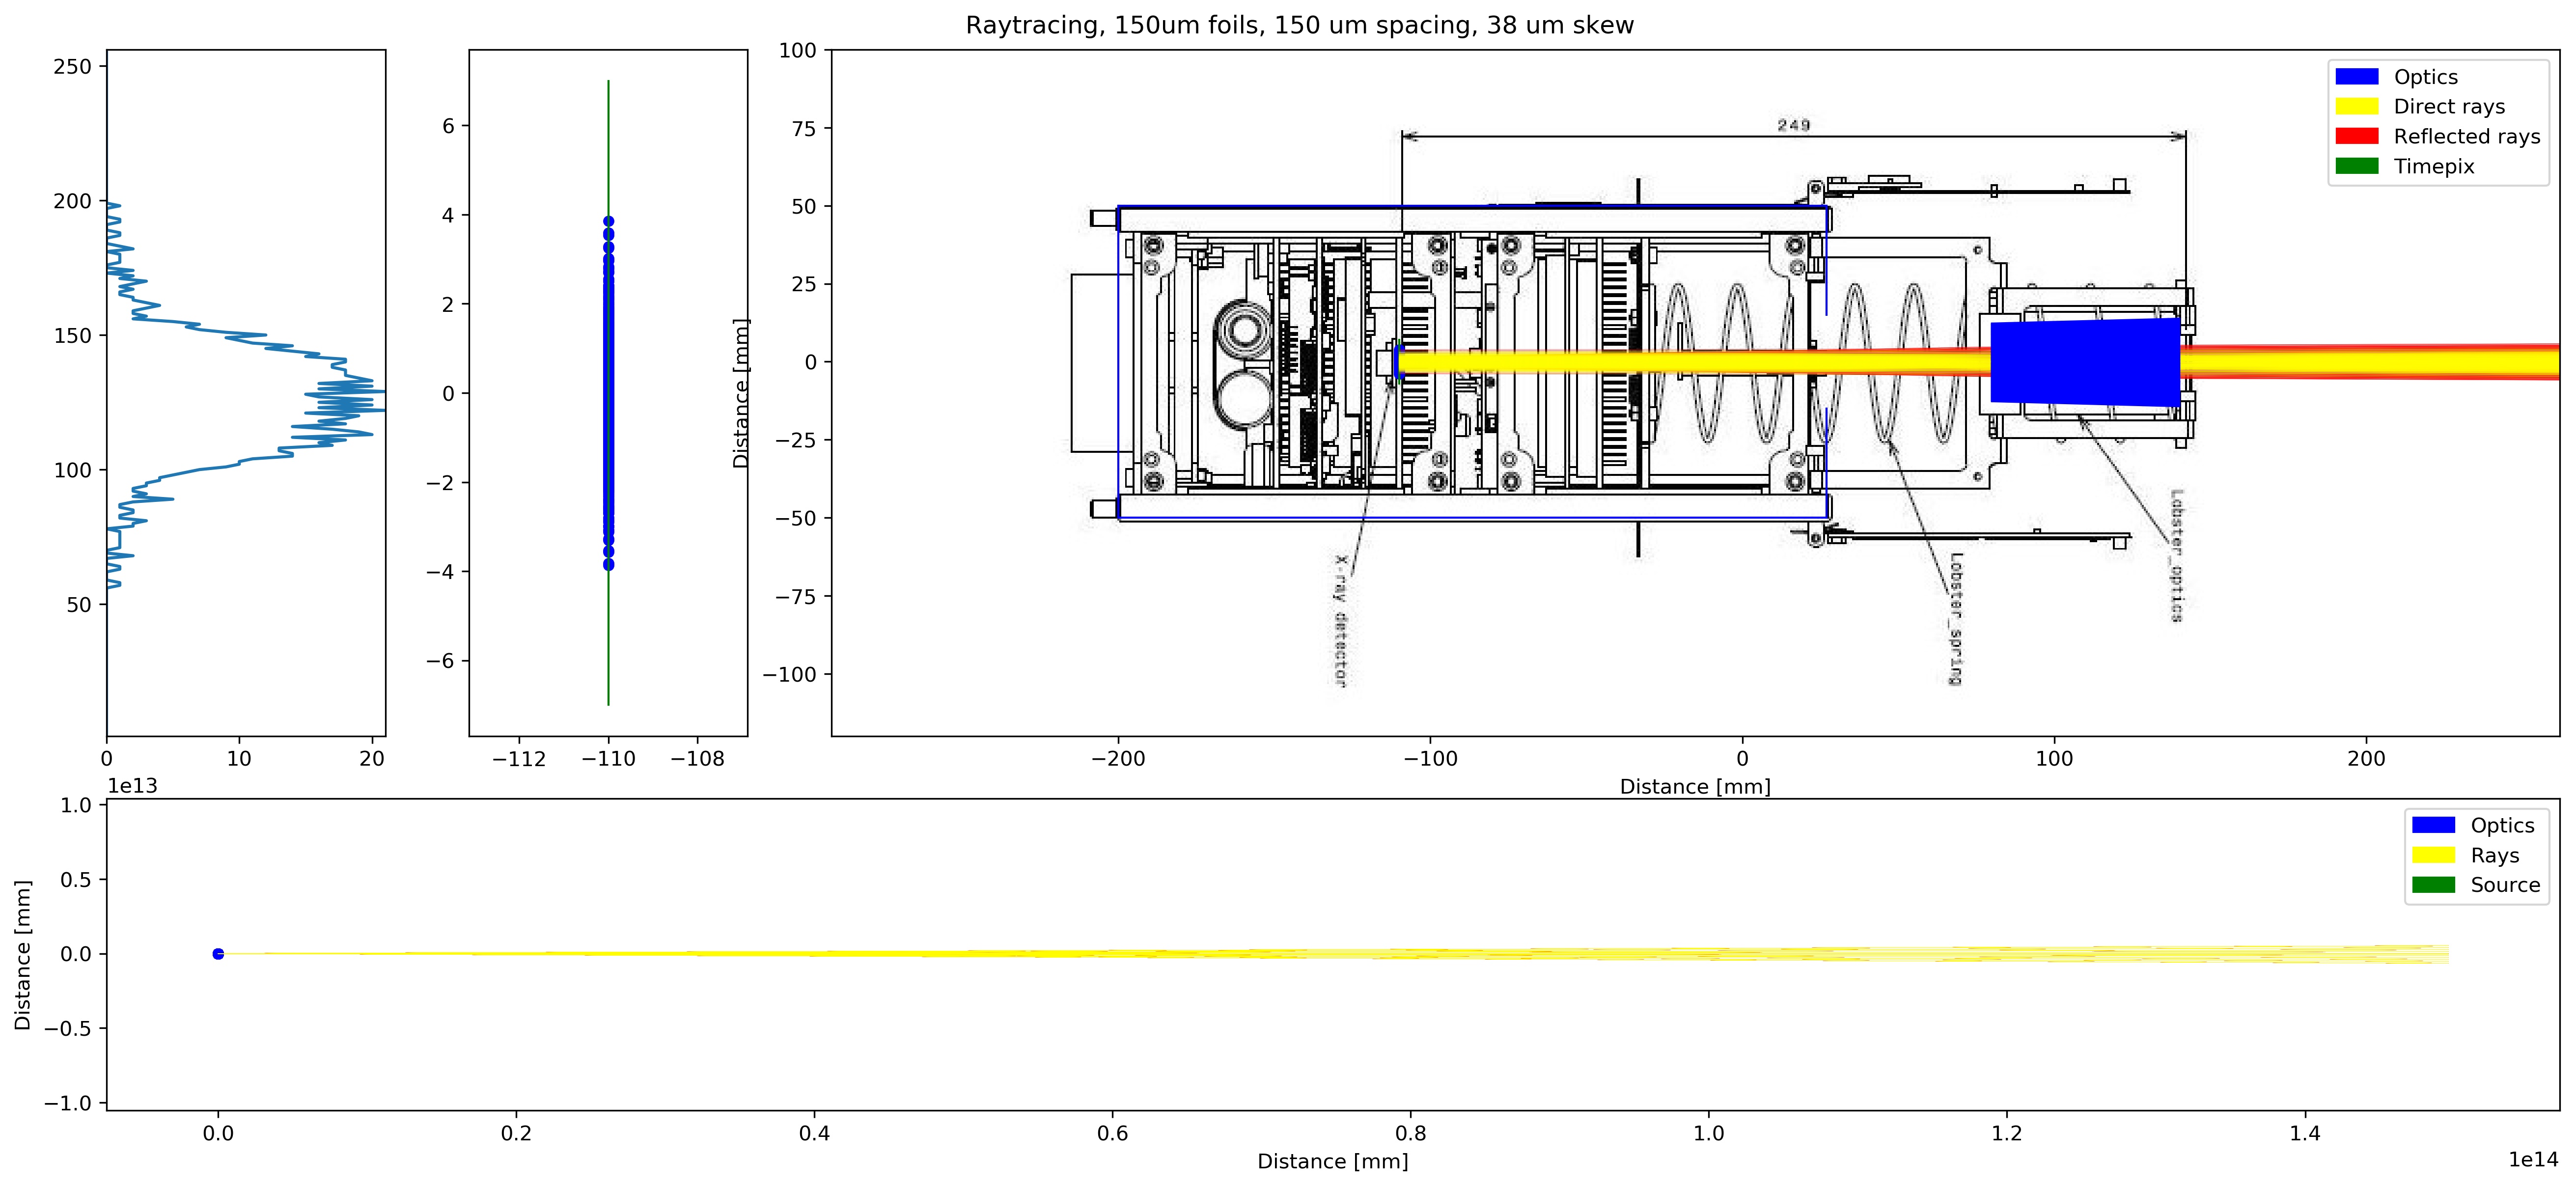 Raytracing, 150um foils, 150 um spacing, 38 um skew
250
200
150
100
50
0
10
20
6
4
2
0
−2
−4
−6
−112
−110
−108
Distance [mm]
100
75
50
25
0
−25
−50
−75
−100
−200
−100
0
100
200
Distance [mm]
249
X-ray detector
Lobster_spring
Lobster_optics
Optics
Direct rays
Reflected rays
Timepix
1e13
1.0
0.5
0.0
−0.5
−1.0
Distance [mm]
0.0
0.2
0.4
0.6
0.8
1.0
1.2
1.4
1e14
Distance [mm]
Optics
Rays
Source